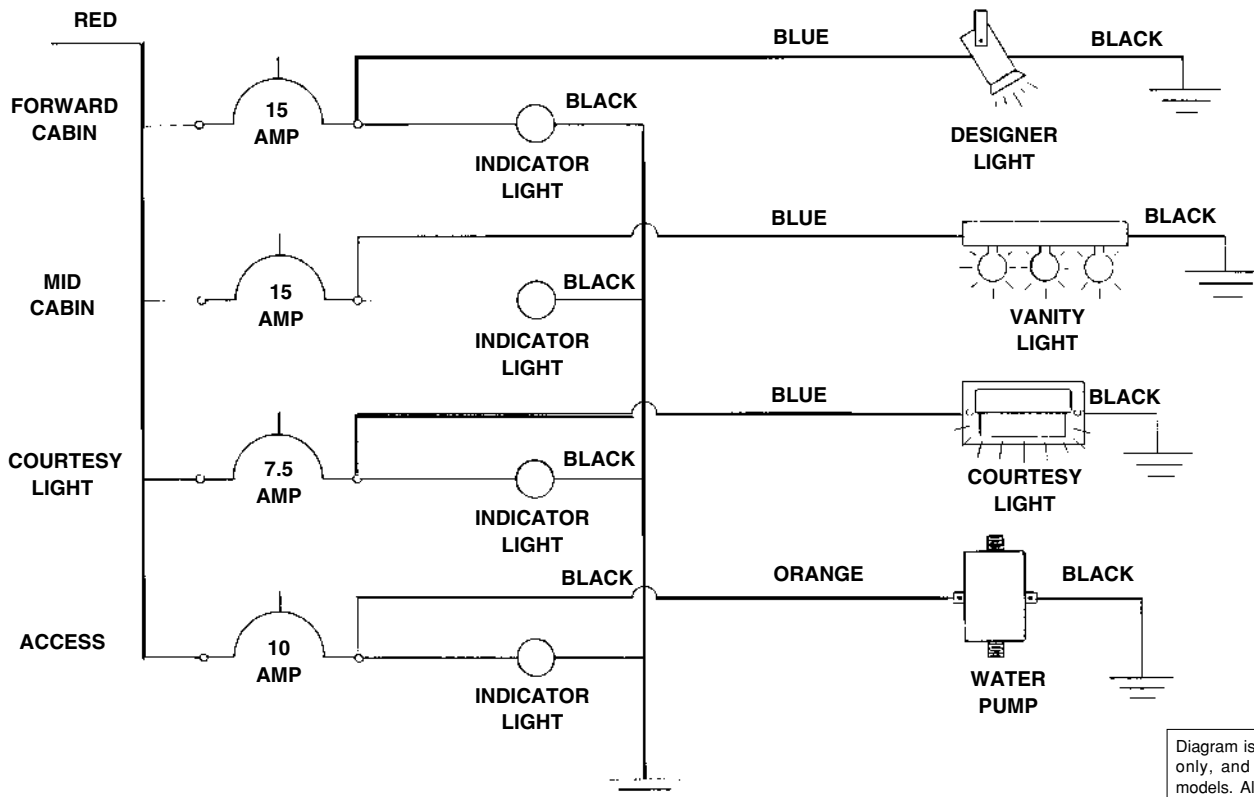 RED
FORWARD
CABIN
15
AMP
BLACK
INDICATOR
LIGHT
BLUE
BLACK
DESIGNER
LIGHT
MID
CABIN
15
AMP
BLACK
INDICATOR
LIGHT
BLUE
BLACK
VANITY
LIGHT
COURTESY
LIGHT
7.5
AMP
BLACK
INDICATOR
LIGHT
BLUE
BLACK
COURTESY
LIGHT
ACCESS
10
AMP
BLACK
INDICATOR
LIGHT
ORANGE
BLACK
WATER
PUMP
Diagram is
only, and
models. Al